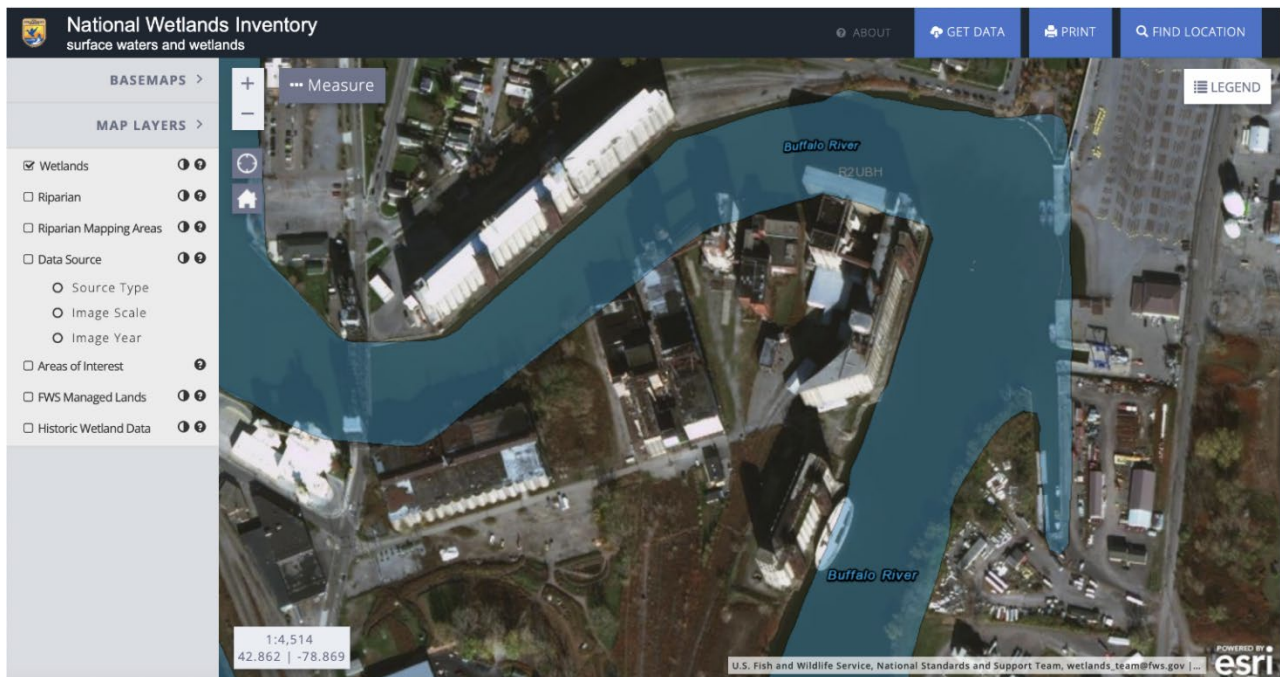 National Wetlands Inventory
surface waters and wetlands
ABOUT
GET DATA
PRINT
FIND LOCATION
BASEMAPS >
MAP LAYERS >
Wetlands
Riparian
Riparian Mapping Areas
Data Source
Source Type
Image Scale
Image Year
Areas of Interest
FWS Managed Lands
Historic Wetland Data
+
−
Measure
LEGEND
Buffalo River
R2UBH
Buffalo River
1:4,514
42.862 | -78.869
U.S. Fish and Wildlife Service, National Standards and Support Team, wetlands_team@fws.gov |...
POWERED BY
esri